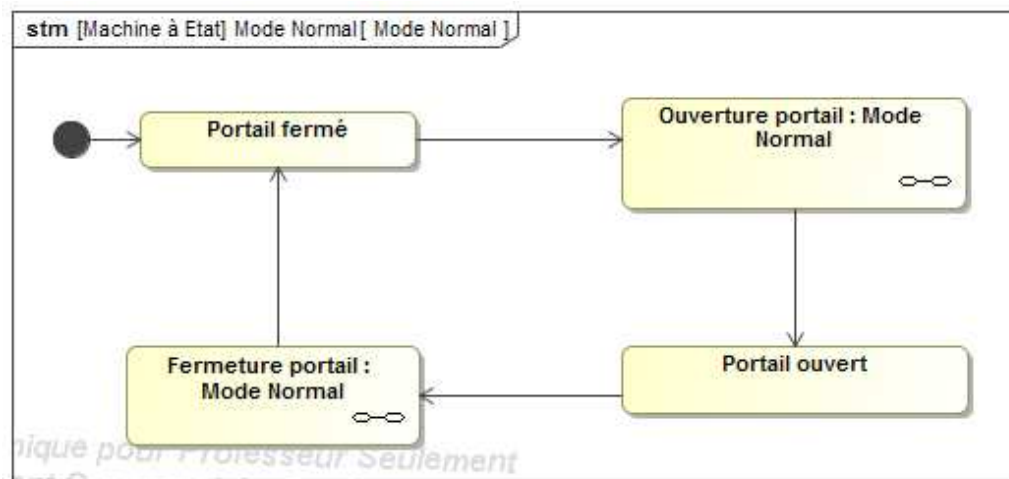 stm [Machine à Etat] Mode Normal[ Mode Normal ]
Portail fermé
Ouverture portail : Mode
Normal
Fermeture portail :
Mode Normal
Portail ouvert
nique pour Professeur Seulement